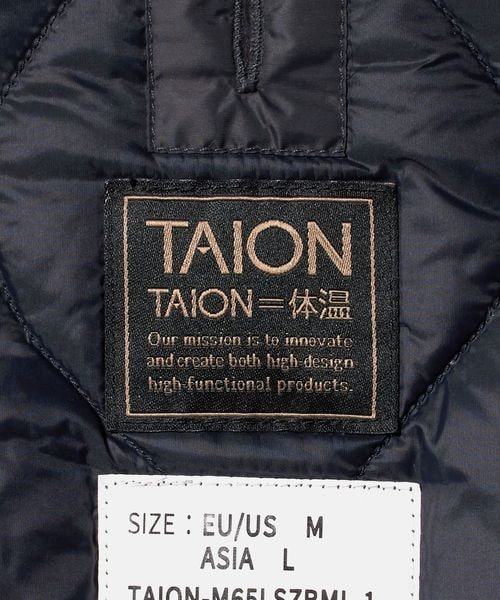 TAION
TAION=体温
Our mission is to innovate
and create both high-design
high-functional products.
SIZE : EU/US M
ASIA L